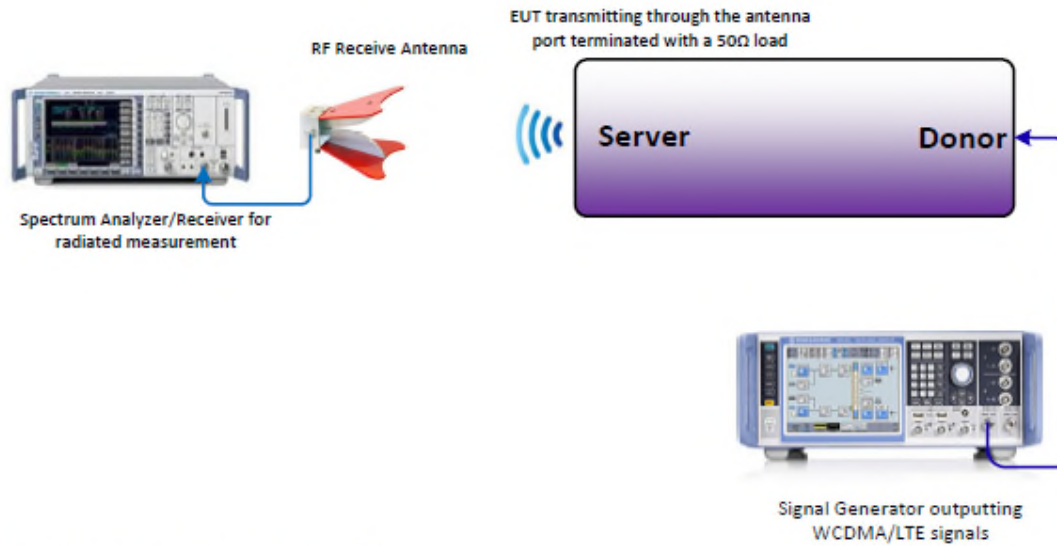 EUT transmitting through the antenna
port terminated with a 50Ω load
RF Receive Antenna
Server
Donor
Spectrum Analyzer/Receiver for
radiated measurement
Signal Generator outputting
WCDMA/LTE signals